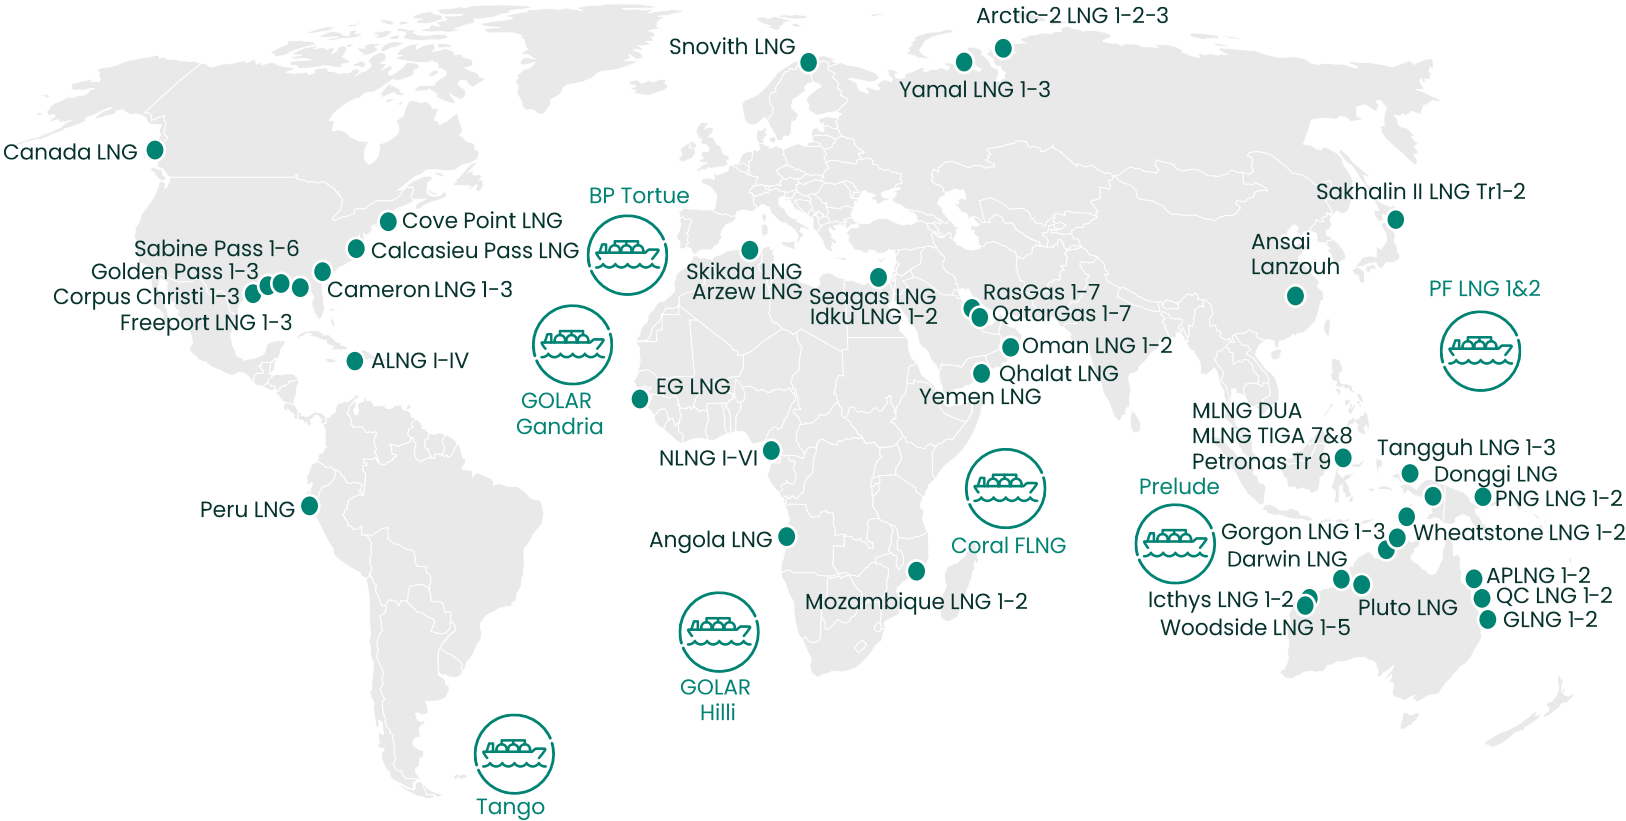 Arctic-2 LNG 1-2-3
Snovith LNG
Yamal LNG 1-3
Canada LNG
BP Tortue
Sakhalin II LNG Tr1-2
Cove Point LNG
Sabine Pass 1-6
Calcasieu Pass LNG
Golden Pass 1-3
Corpus Christi 1-3
Cameron LNG 1-3
Freeport LNG 1-3
Ansai
Lanzouh
Skikda LNG
Arzew LNG
Seagas LNG
Idku LNG 1-2
RasGas 1-7
QatarGas 1-7
PF LNG 1&2
Oman LNG 1-2
Qhalat LNG
Yemen LNG
ALNG I-IV
EG LNG
GOLAR
Gandria
MLNG DUA
MLNG TIGA 7&8
Petronas Tr 9
Tangguh LNG 1-3
Donggi LNG
PNG LNG 1-2
NLNG I-VI
Prelude
Peru LNG
Angola LNG
Coral FLNG
Gorgon LNG 1-3
Wheatstone LNG 1-2
Darwin LNG
APLNG 1-2
QC LNG 1-2
GLNG 1-2
Icthys LNG 1-2
Pluto LNG
Woodside LNG 1-5
Mozambique LNG 1-2
GOLAR
Hilli
Tango